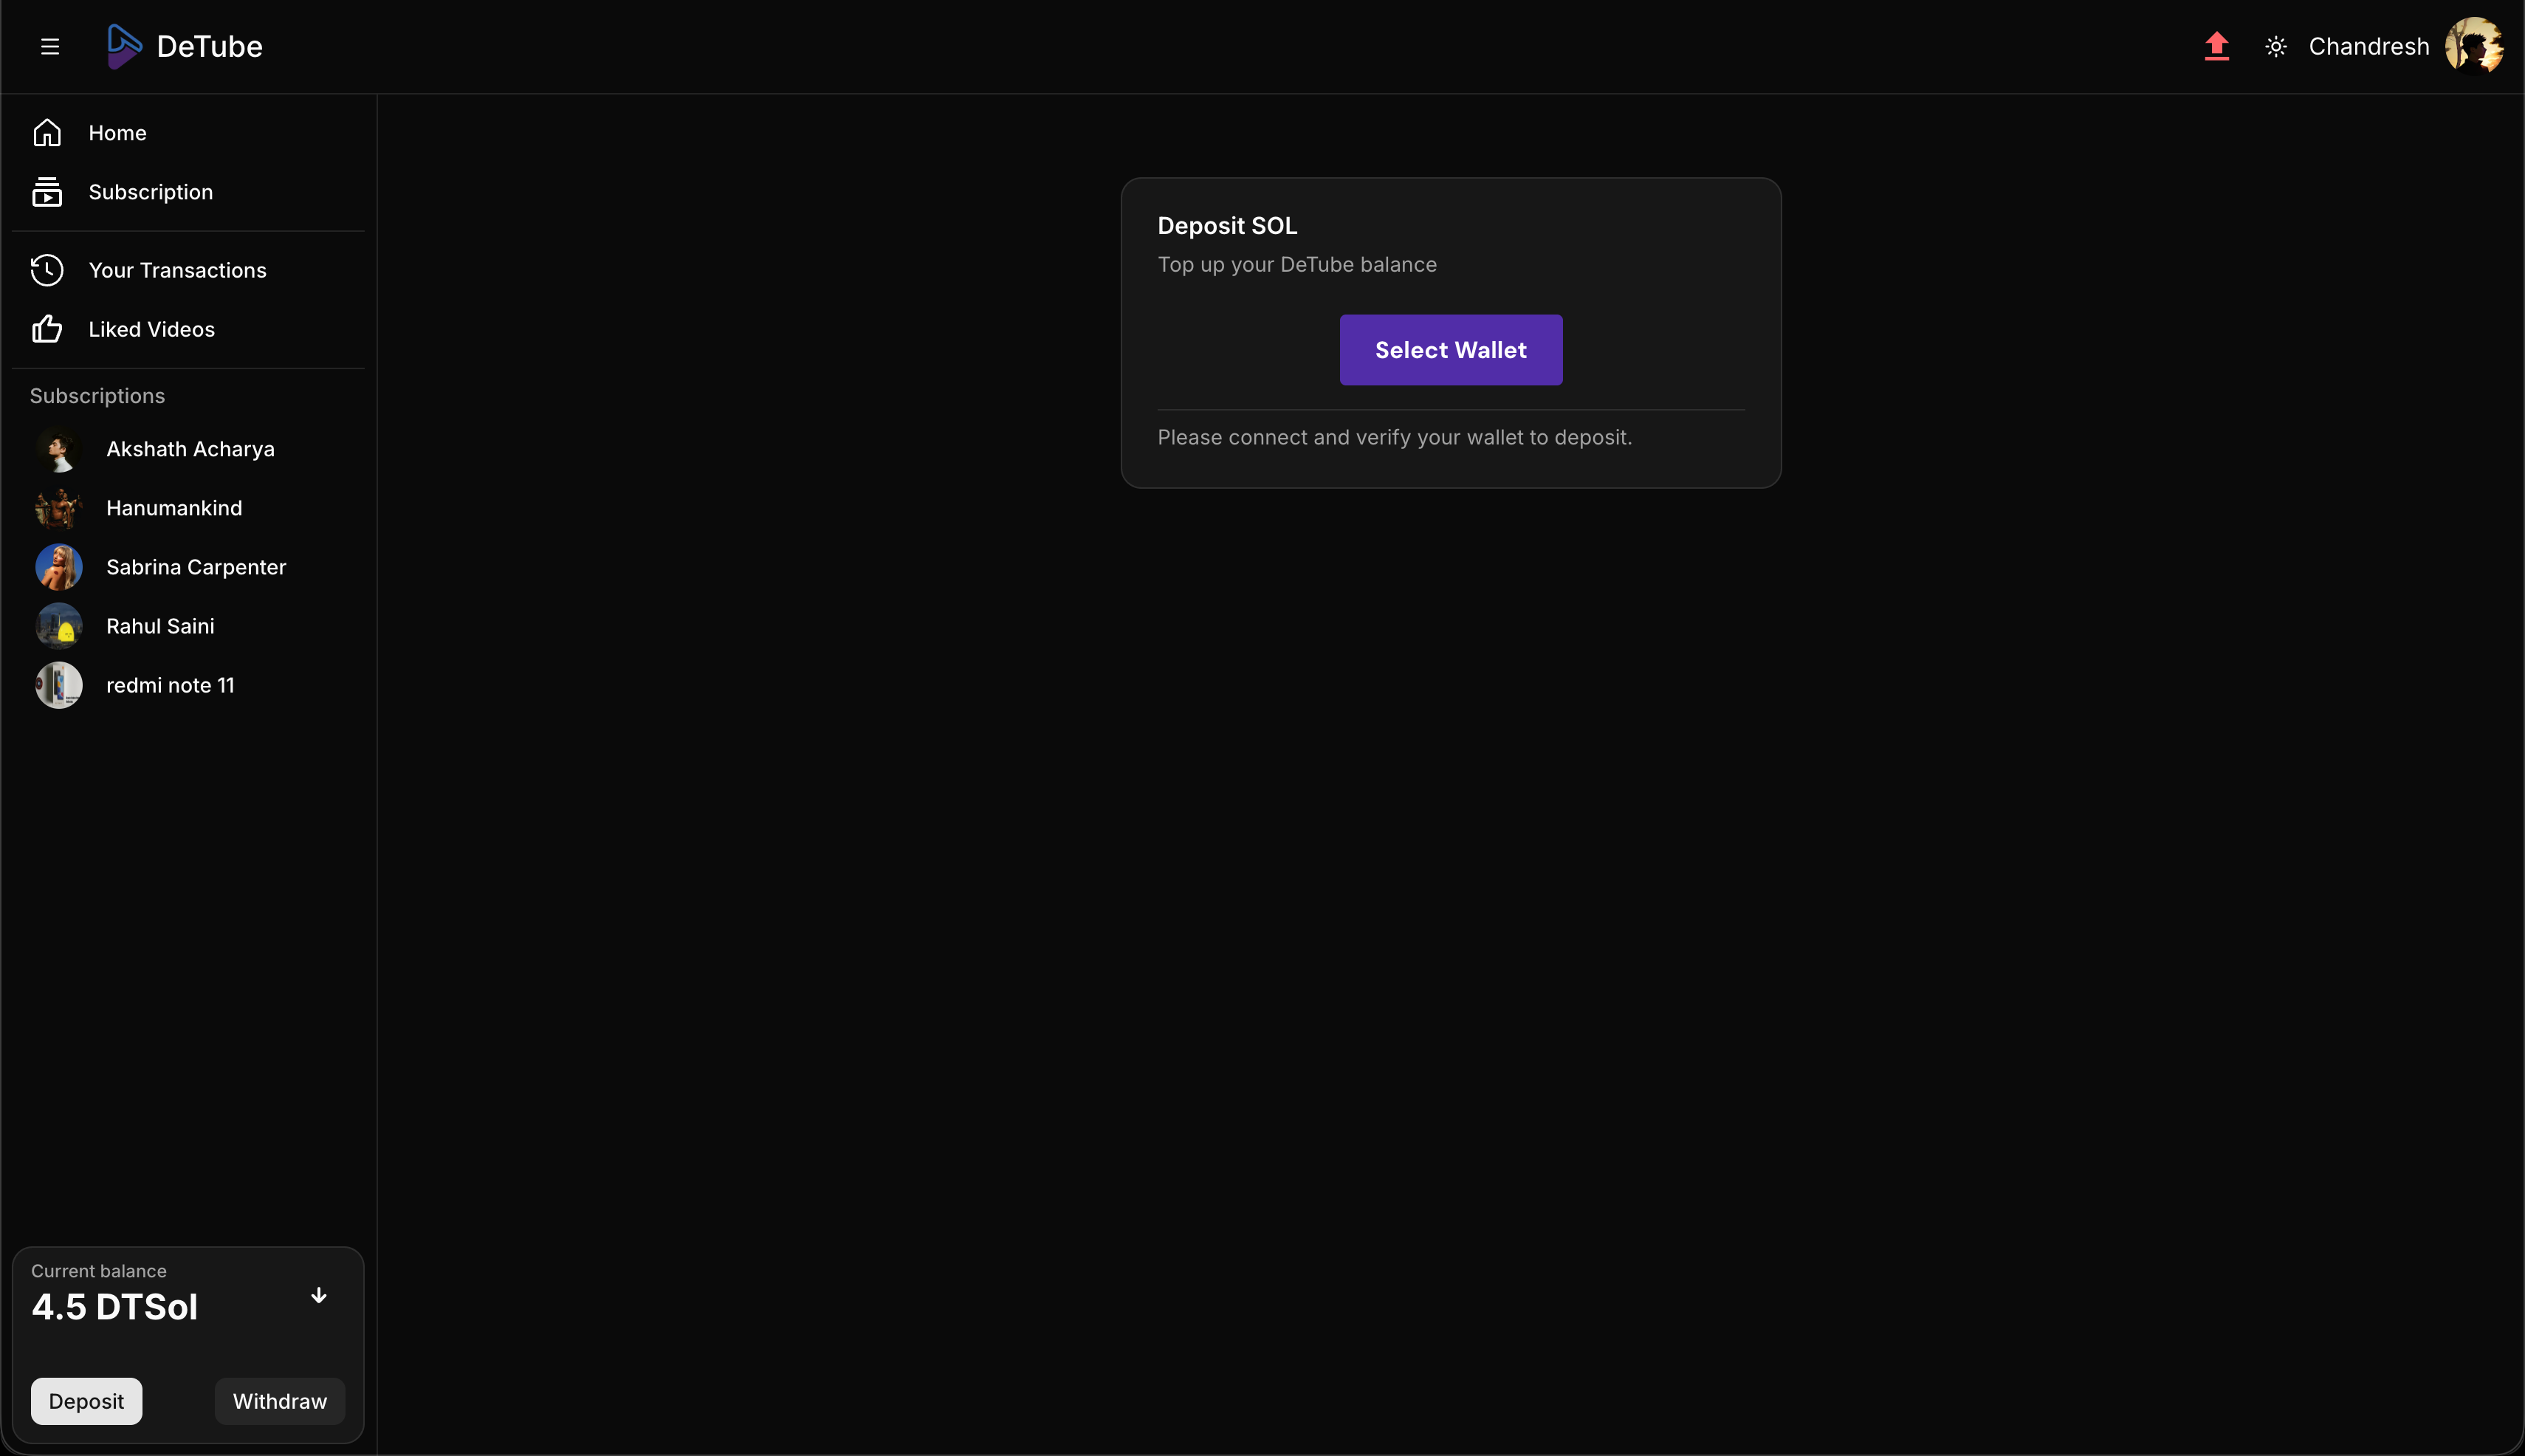 DeTube
Chandresh
Home
Subscription
Your Transactions
Liked Videos
Subscriptions
Akshath Acharya
Hanumankind
Sabrina Carpenter
Rahul Saini
redmi note 11
Current balance
4.5 DTSol
Deposit
Withdraw
Deposit SOL
Top up your DeTube balance
Select Wallet
Please connect and verify your wallet to deposit.